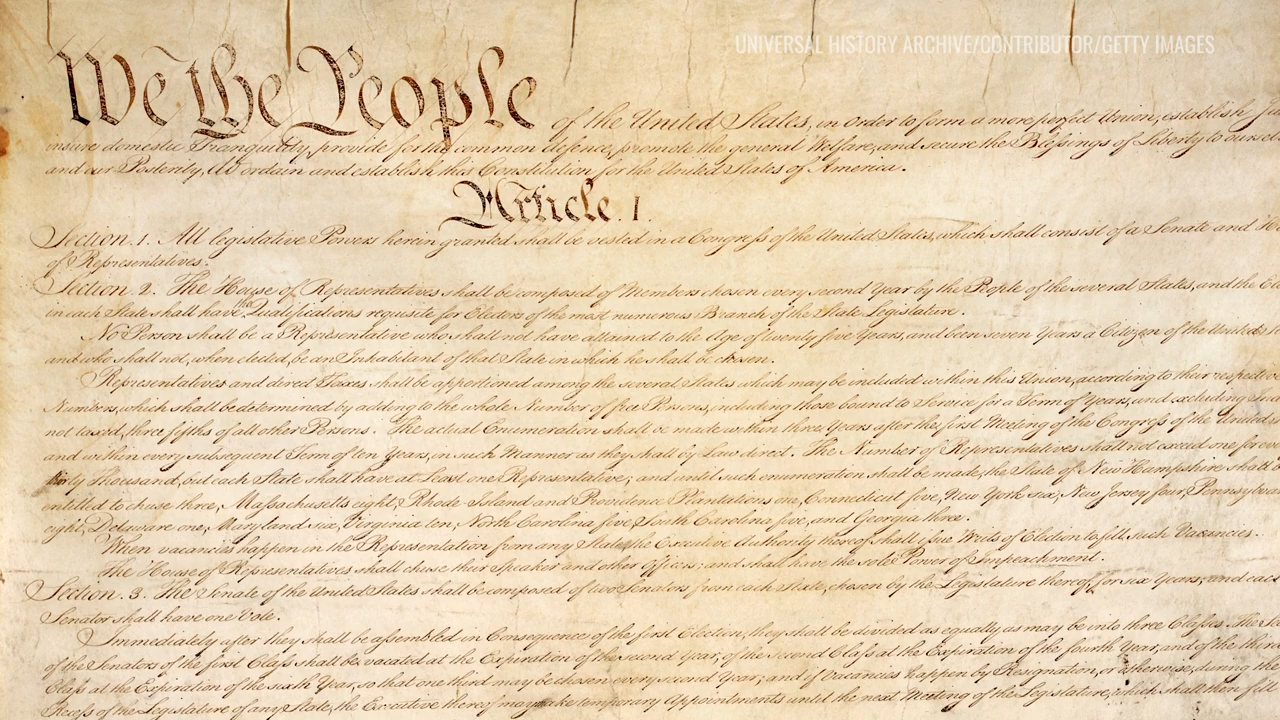 UNIVERSAL HISTORY ARCHIVE/CONTRIBUTOR/GETTY IMAGES
We the People of the United States, in Order to form a more perfect Union, establish
insure domestic Tranquility, provide for the common defence, promote the general Welfare, and secure the Blessings of Liberty to
and our Posterity, do ordain and establish this Constitution for the United States of America.
Article. I.
Section. 1. All legislative Powers herein granted shall be vested in a Congress of the United States, which shall consist of a Senate and
of Representatives.
Section. 2. The House of Representatives shall be composed of Members chosen every second Year by the People of the several States, and the
in each State shall have the Qualifications requisite for Electors of the most numerous Branch of the State Legislature.
No Person shall be a Representative who shall not have attained to the Age of twenty five Years, and been seven Years a Citizen of the United
and who shall not, when elected, be an Inhabitant of that State in which he shall be chosen.
Representatives and direct Taxes shall be apportioned among the several States which may be included within this Union, according to their respective
Numbers, which shall be determined by adding to the whole Number of free Persons, including those bound to Service for a Term of Years, and excluding
not taxed, three fifths of all other Persons. The actual Enumeration shall be made within three Years after the first Meeting of the Congress of the United
and within every subsequent Term of ten Years, in such Manner as they shall by Law direct. The Number of Representatives shall not exceed one for
thirty Thousand, but each State shall have at Least one Representative; and until such enumeration shall be made, the State of New Hampshire shall
entitled to chuse three, Massachusetts eight, Rhode Island and Providence Plantations one, Connecticut five, New York six, New Jersey four,
eight, Delaware one, Maryland six, Virginia ten, North Carolina five, South Carolina five, and Georgia three.
When vacancies happen in the Representation from any State, the Executive Authority thereof shall issue Writs of Election to fill such Vacancies.
The House of Representatives shall chuse their Speaker and other Officers; and shall have the sole Power of Impeachment.
Section. 3. The Senate of the United States shall be composed of two Senators from each State, chosen by the Legislature thereof, for six Years; and
Senator shall have one Vote.
Immediately after they shall be assembled in Consequence of the first Election, they shall be divided as equally as may be into three Classes. The
of the Senators of the first Class shall be vacated at the Expiration of the second Year, of the second Class at the Expiration of the fourth Year, and of the
Class at the Expiration of the sixth Year, so that one third may be chosen every second Year; and if Vacancies happen by Resignation, or otherwise, during the
Recess of the Legislature of any State, the Executive thereof may make temporary Appointments until the next Meeting of the Legislature, which shall then fill